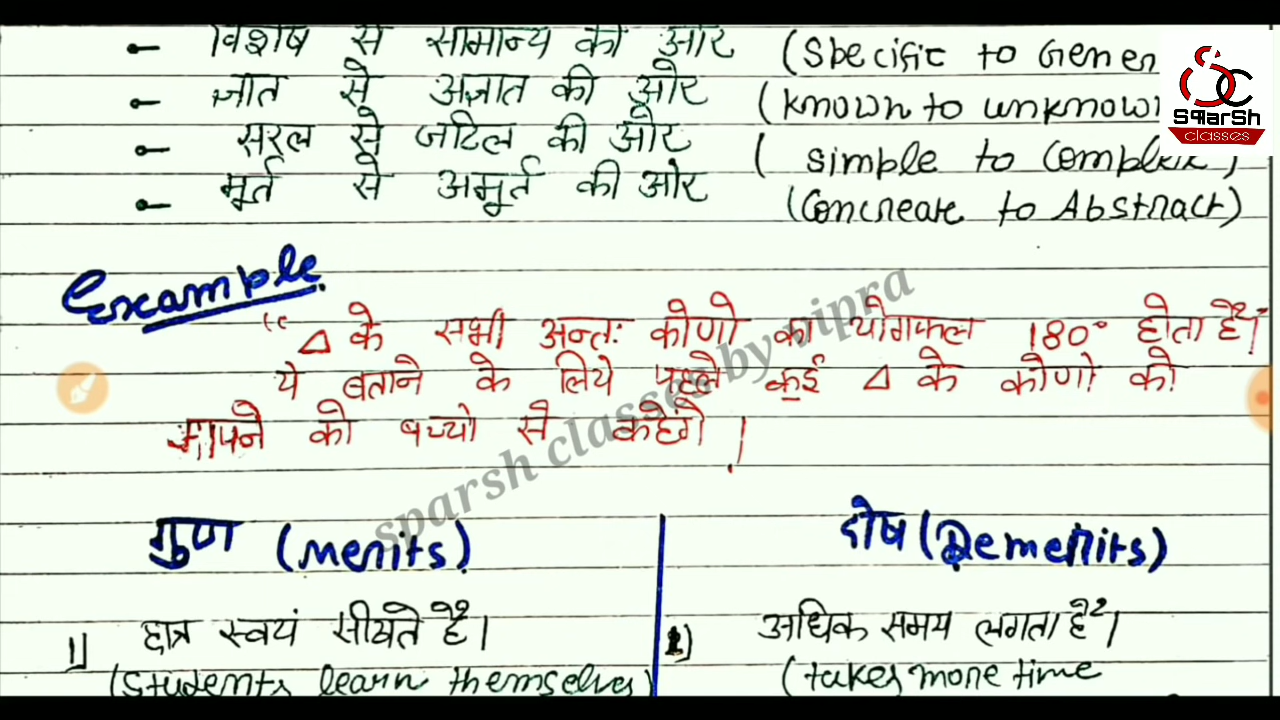 विशेष से सामान्य की ओर (Specific to Gener
ज्ञात से अज्ञात की ओर (known to unknow
सरल से जटिल की ओर (simple to Complex)
मूर्त से अमूर्त की ओर (Concreate to Abstract)
स्पarSh
classes
Example
"Δ के सभी अन्तः कोणो का योगफल 180° होता है।"
ये बताने के लिये पहले कई Δ के कोणो को
मापने को बच्चो से कहेंगे।
sparsh classes by vipra
गुण (merits) दोष (Demerits)
1) छात्र स्वयं सीखते है। 1) अधिक समय लगता है।
(students learn themselves) (takes more time